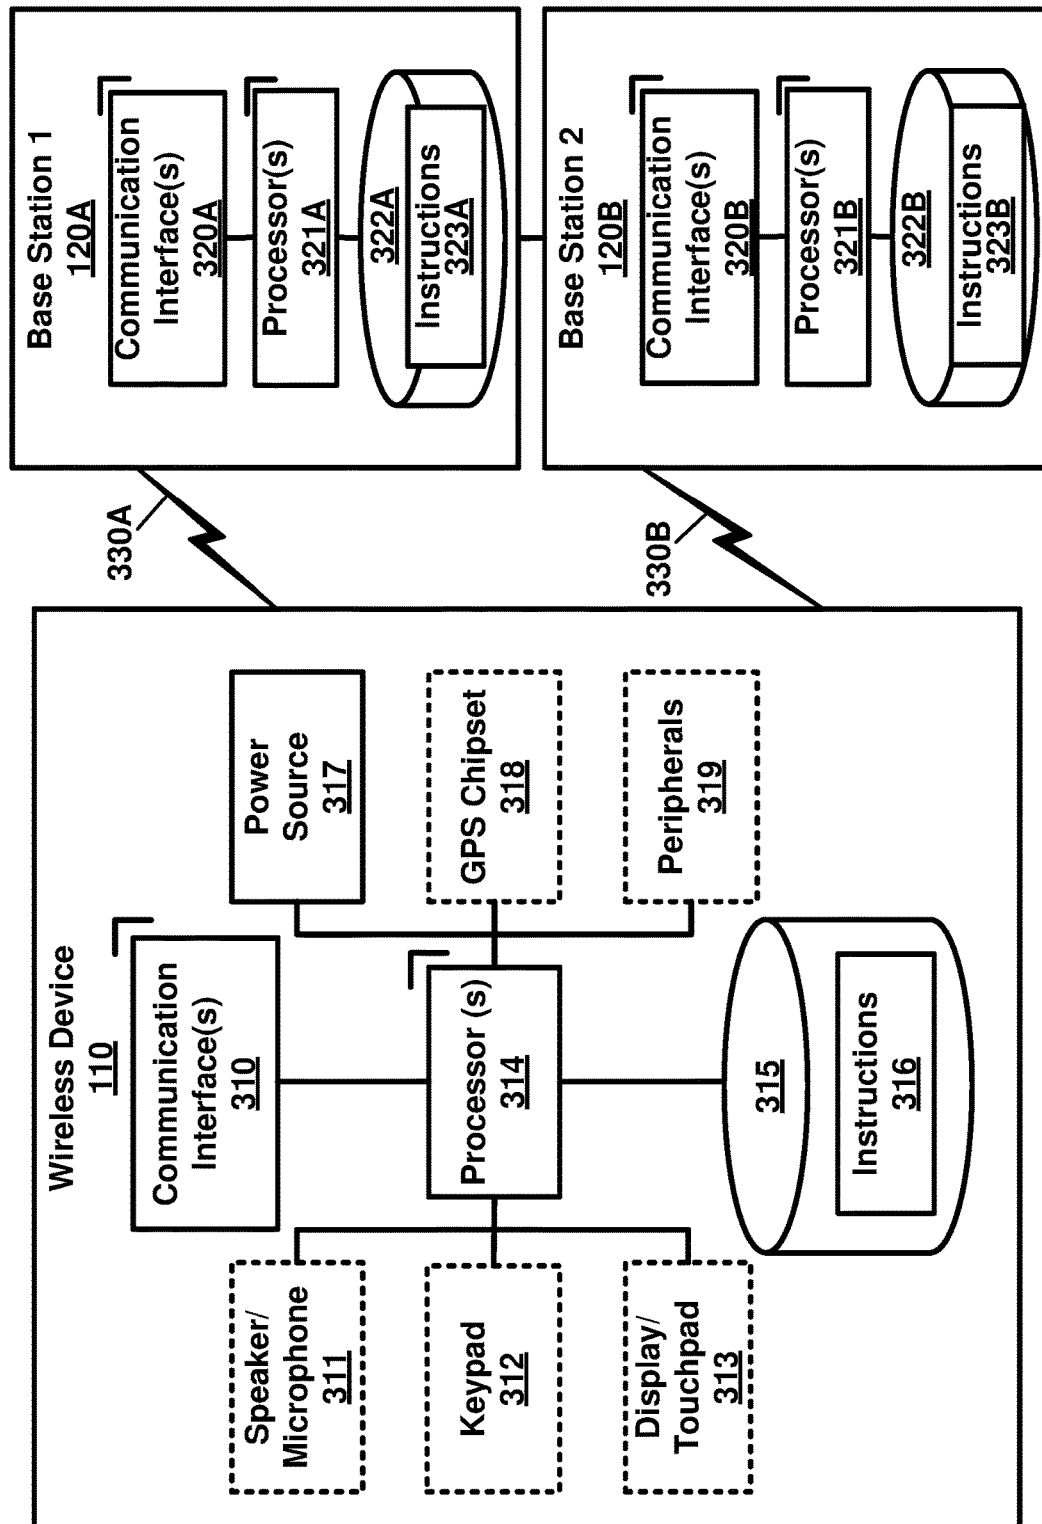 Wireless Device
110
Communication
Interface(s)
310
Speaker/
Microphone
311
Keypad
312
Display/
Touchpad
313
Processor (s)
314
Power
Source
317
GPS Chipset
318
Peripherals
319
315
Instructions
316
330A
330B
Base Station 1
120A
Communication
Interface(s)
320A
Processor(s)
321A
322A
Instructions
323A
Base Station 2
120B
Communication
Interface(s)
320B
Processor(s)
321B
322B
Instructions
323B